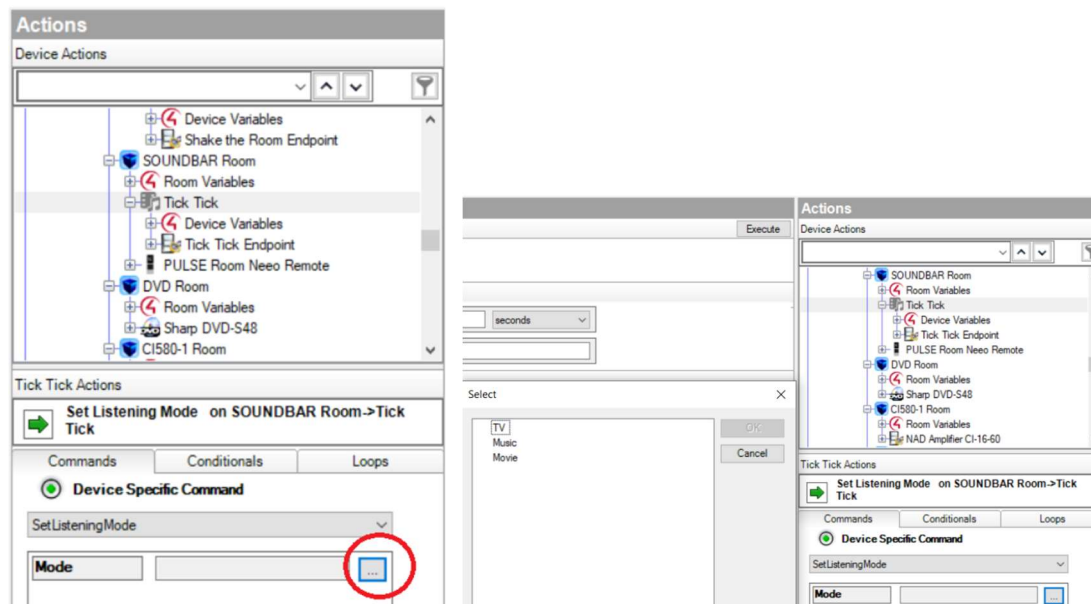 Actions
Device Actions
Device Variables
Shake the Room Endpoint
SOUNDBAR Room
Room Variables
Tick Tick
Device Variables
Tick Tick Endpoint
PULSE Room Neeo Remote
DVD Room
Room Variables
Sharp DVD-S48
CI580-1 Room
Tick Tick Actions
Set Listening Mode on SOUNDBAR Room->Tick
Tick
Commands Conditionals Loops
Device Specific Command
SetListeningMode
Mode ...
Execute
seconds
Select
TV
Music
Movie
OK
Cancel
Actions
Device Actions
SOUNDBAR Room
Room Variables
Tick Tick
Device Variables
Tick Tick Endpoint
PULSE Room Neeo Remote
DVD Room
Room Variables
Sharp DVD-S48
CI580-1 Room
Room Variables
NAD Amplifier CI-16-60
Tick Tick Actions
Set Listening Mode on SOUNDBAR Room->Tick
Tick
Commands Conditionals Loops
Device Specific Command
SetListeningMode
Mode ...